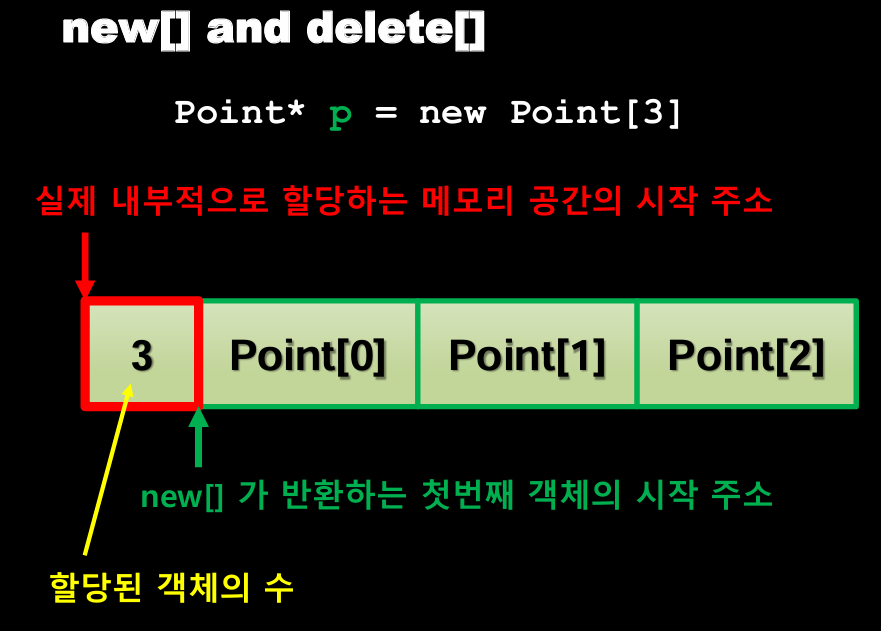 new[] and delete[]
Point* p = new Point[3]
실제 내부적으로 할당하는 메모리 공간의 시작 주소
3
Point[0]
Point[1]
Point[2]
new[] 가 반환하는 첫번째 객체의 시작 주소
할당된 객체의 수